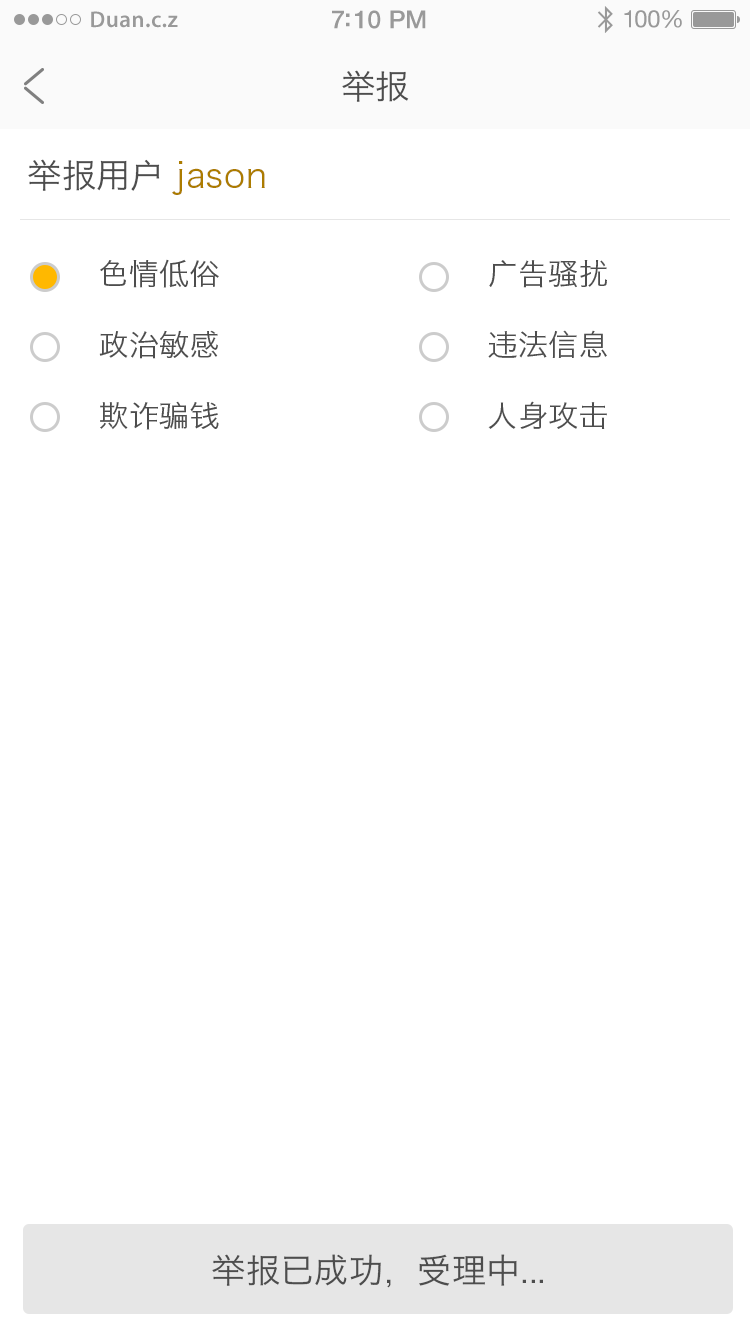 Duan.c.z 7:10 PM 100%
举报
举报用户 jason
色情低俗 广告骚扰
政治敏感 违法信息
欺诈骗钱 人身攻击
举报已成功，受理中...